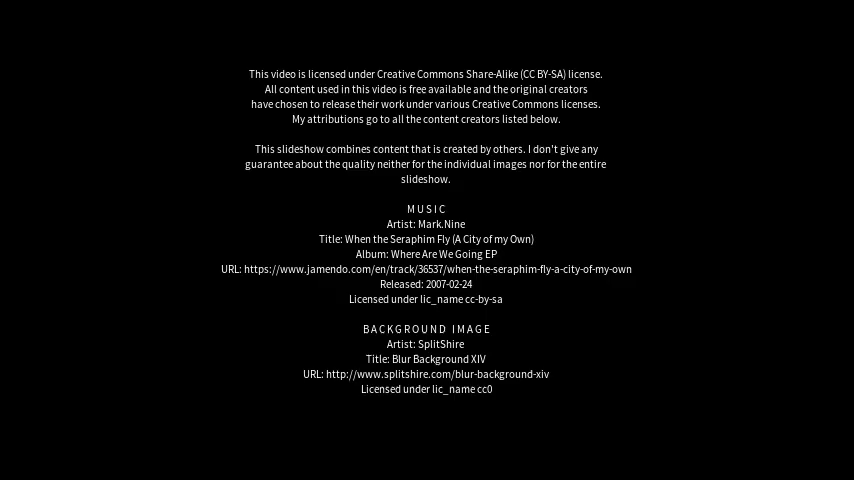 This video is licensed under Creative Commons Share-Alike (CC BY-SA) license.
All content used in this video is free available and the original creators
have chosen to release their work under various Creative Commons licenses.
My attributions go to all the content creators listed below.
This slideshow combines content that is created by others. I don't give any
guarantee about the quality neither for the individual images nor for the entire
slideshow.
MUSIC
Artist: Mark.Nine
Title: When the Seraphim Fly (A City of my Own)
Album: Where Are We Going EP
URL: https://www.jamendo.com/en/track/36537/when-the-seraphim-fly-a-city-of-my-own
Released: 2007-02-24
Licensed under lic_name cc-by-sa
BACKGROUND IMAGE
Artist: SplitShire
Title: Blur Background XIV
URL: http://www.splitshire.com/blur-background-xiv
Licensed under lic_name cc0